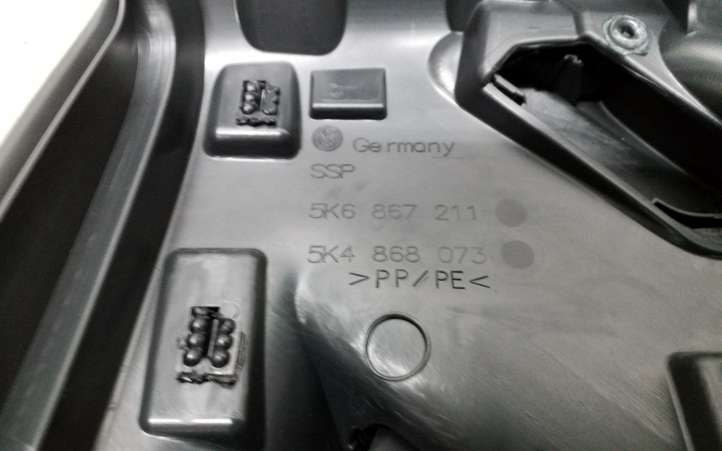 Germany
SSP
5K6 867 211
5K4 868 073
>PP/PE<